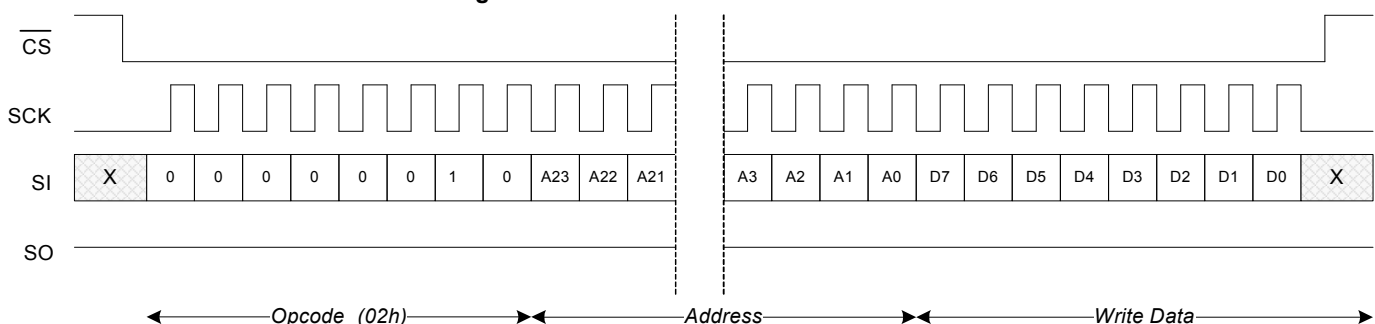 CS
SCK
SI X 0 0 0 0 0 0 1 0 A23 A22 A21 A3 A2 A1 A0 D7 D6 D5 D4 D3 D2 D1 D0 X
SO
Opcode (02h) Address Write Data